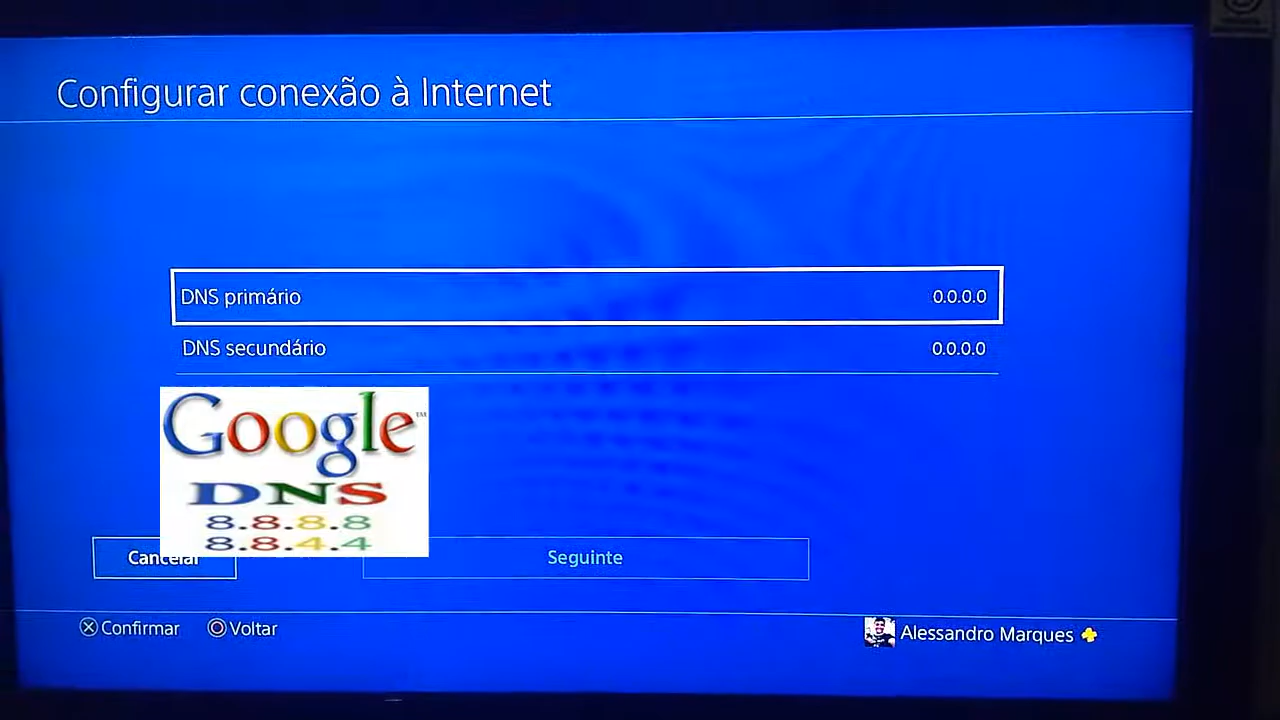 Configurar conexão à Internet
DNS primário 0.0.0.0
DNS secundário 0.0.0.0
Google™
DNS
8.8.8.8
8.8.4.4
Cancelar Seguinte
Confirmar Voltar Alessandro Marques